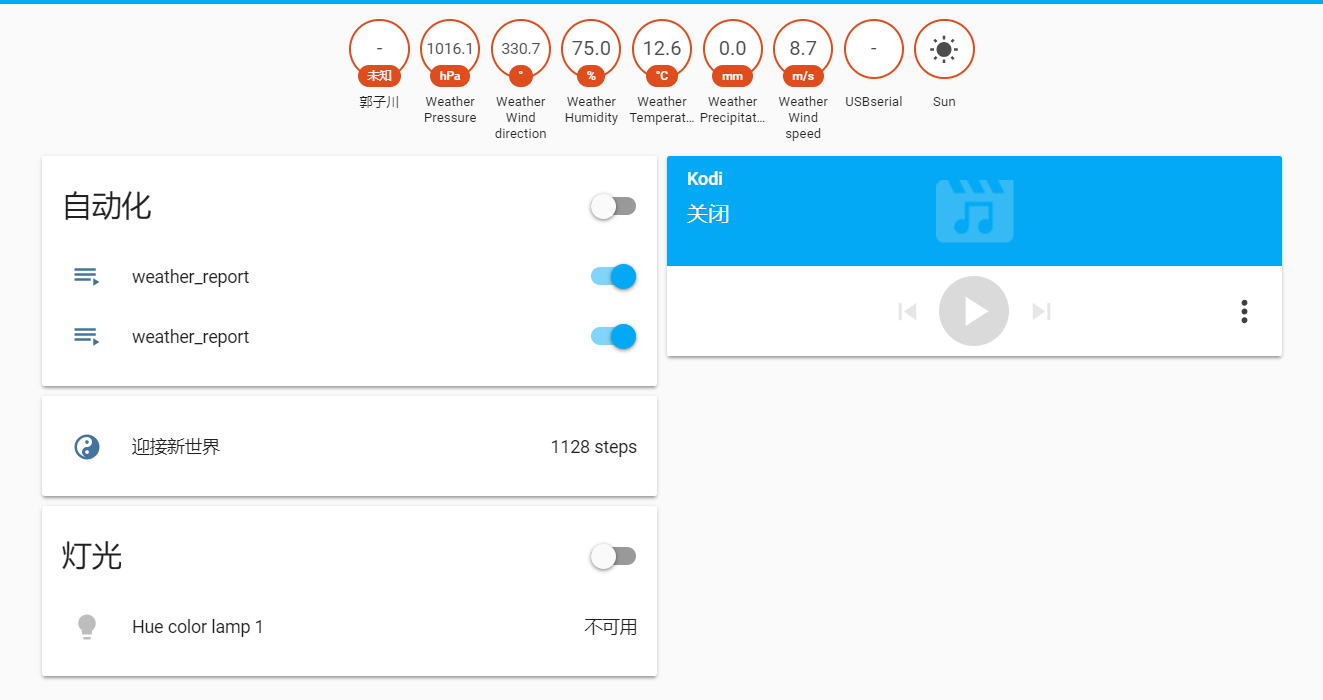 -
1016.1
330.7
75.0
12.6
0.0
8.7
-
未知
hPa
°
%
°C
mm
m/s
郭子川
Weather
Pressure
Weather
Wind
direction
Weather
Humidity
Weather
Temperat...
Weather
Precipitat...
Weather
Wind
speed
USBserial
Sun
自动化
weather_report
weather_report
迎接新世界
1128 steps
灯光
Hue color lamp 1
不可用
Kodi
关闭